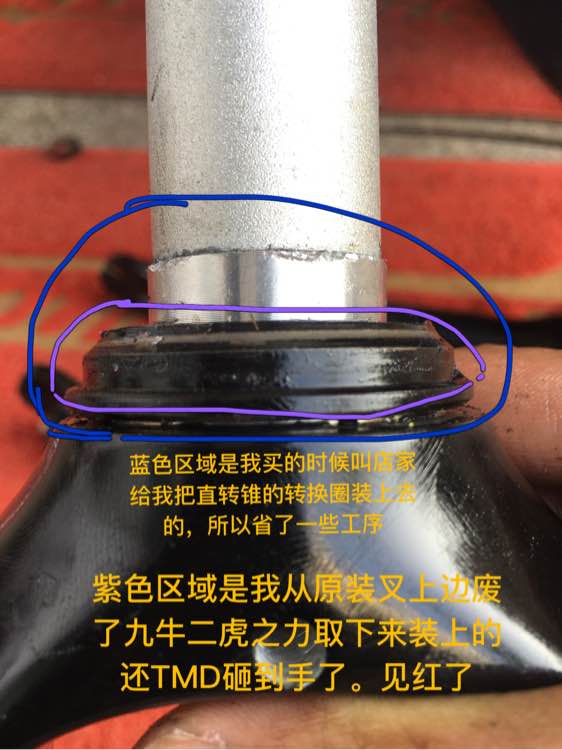 蓝色区域是我买的时候叫店家
给我把直转锥的转换圈装上去
的，所以省了一些工序
紫色区域是我从原装叉上边废
了九牛二虎之力取下来装上的
还TMD砸到手了。见红了